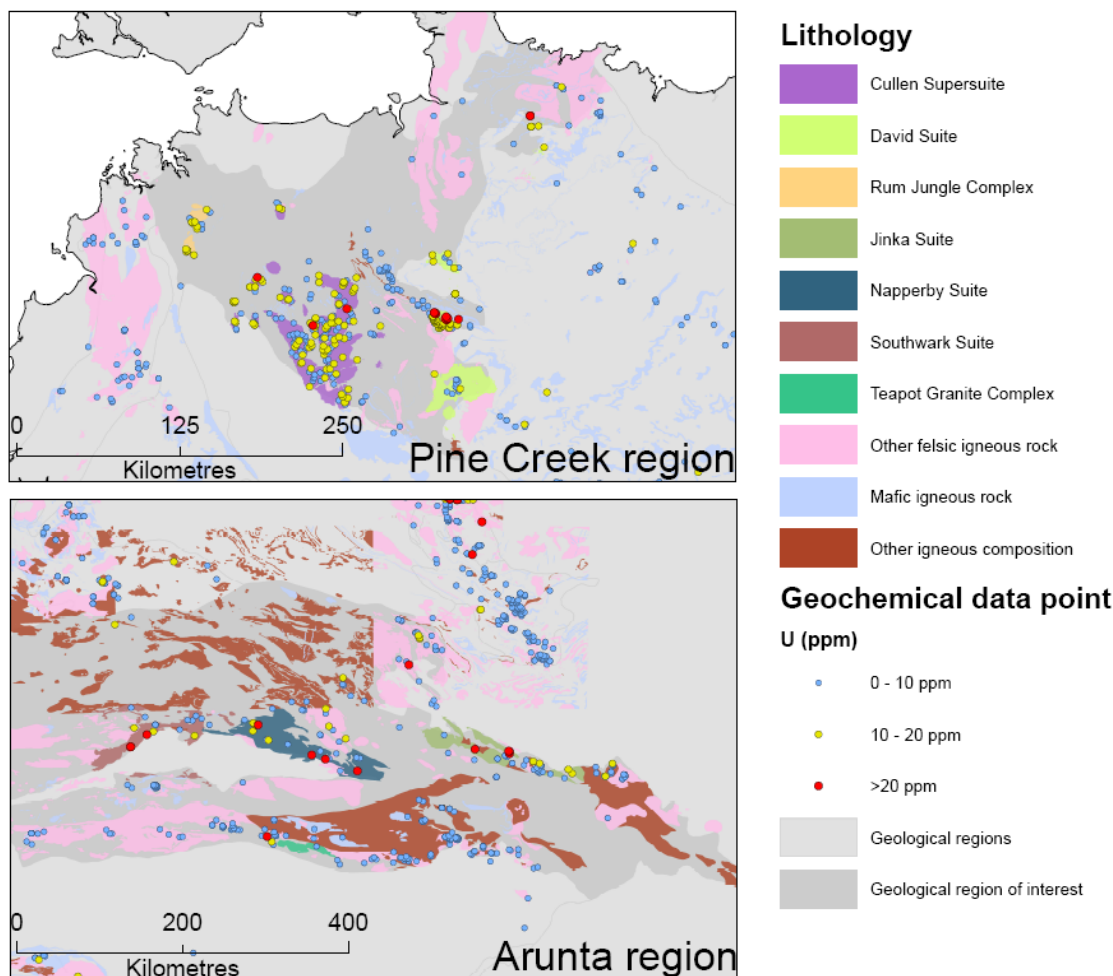 0
125
250
Kilometres
Pine Creek region
0
200
400
Kilometres
Arunta region
Lithology
Cullen Supersuite
David Suite
Rum Jungle Complex
Jinka Suite
Napperby Suite
Southwark Suite
Teapot Granite Complex
Other felsic igneous rock
Mafic igneous rock
Other igneous composition
Geochemical data point
U (ppm)
0 - 10 ppm
10 - 20 ppm
>20 ppm
Geological regions
Geological region of interest